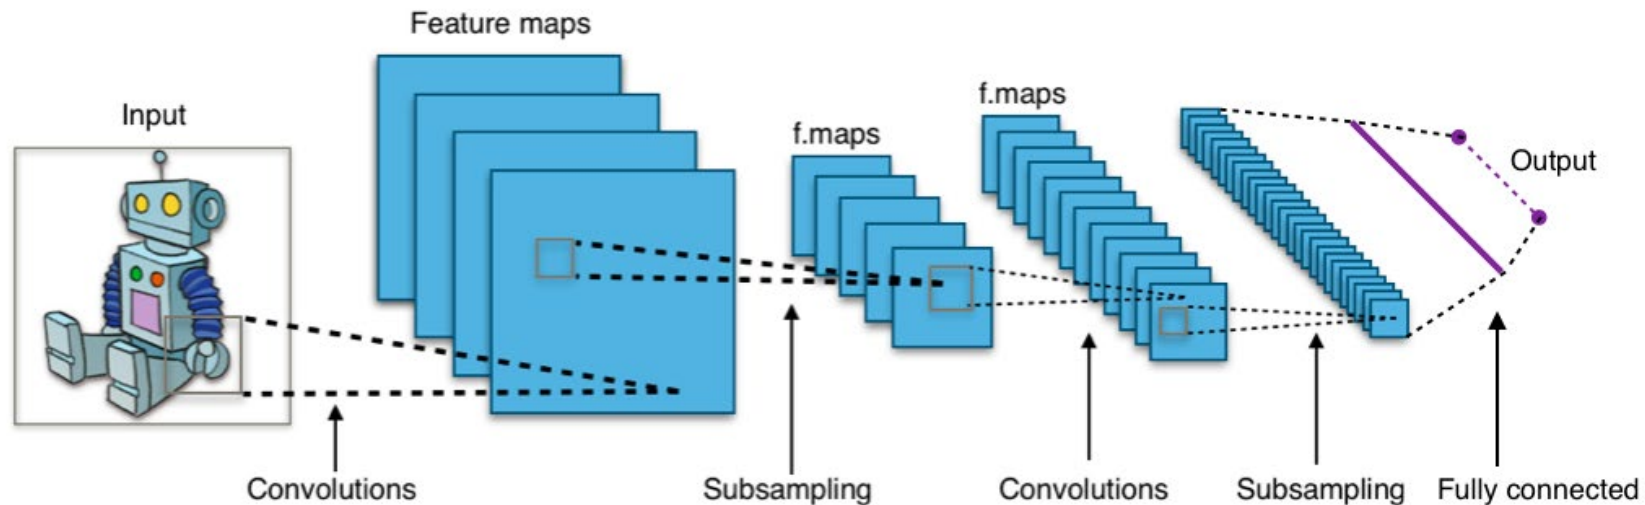 Feature maps
f.maps
Input
f.maps
Output
Convolutions
Subsampling
Convolutions
Subsampling
Fully connected